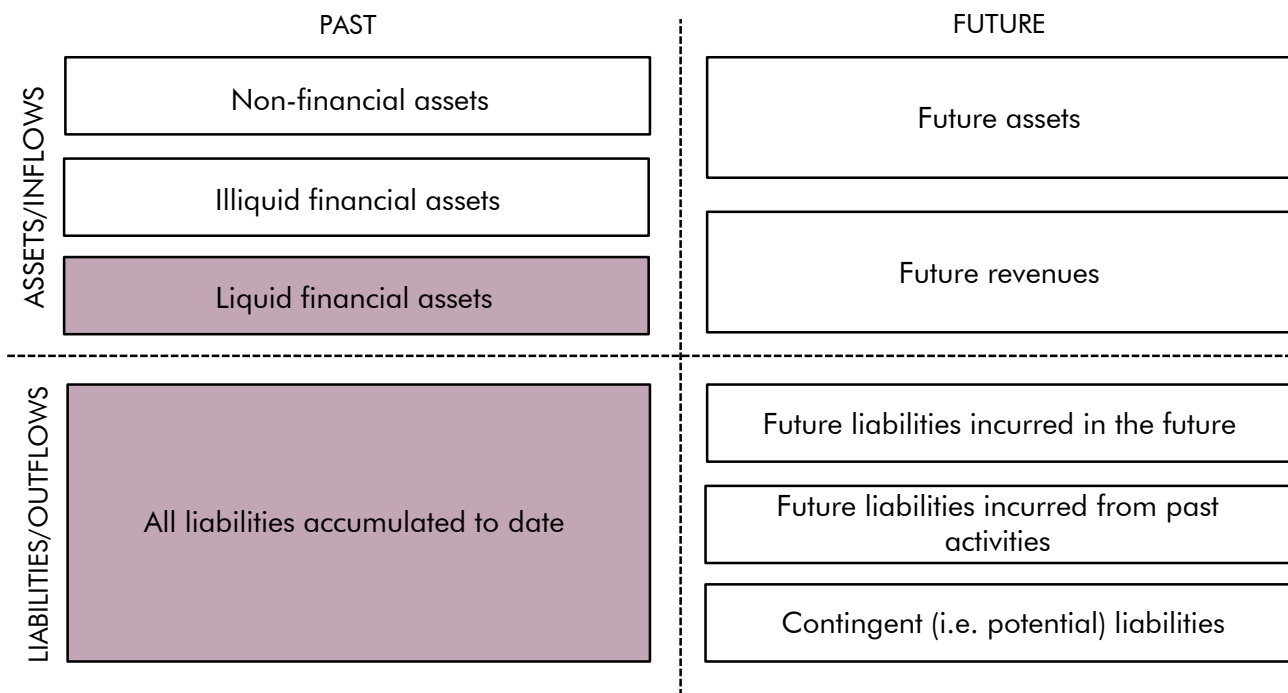 PAST
FUTURE
ASSETS/INFLOWS
Non-financial assets
Illiquid financial assets
Liquid financial assets
Future assets
Future revenues
LIABILITIES/OUTFLOWS
All liabilities accumulated to date
Future liabilities incurred in the future
Future liabilities incurred from past
activities
Contingent (i.e. potential) liabilities